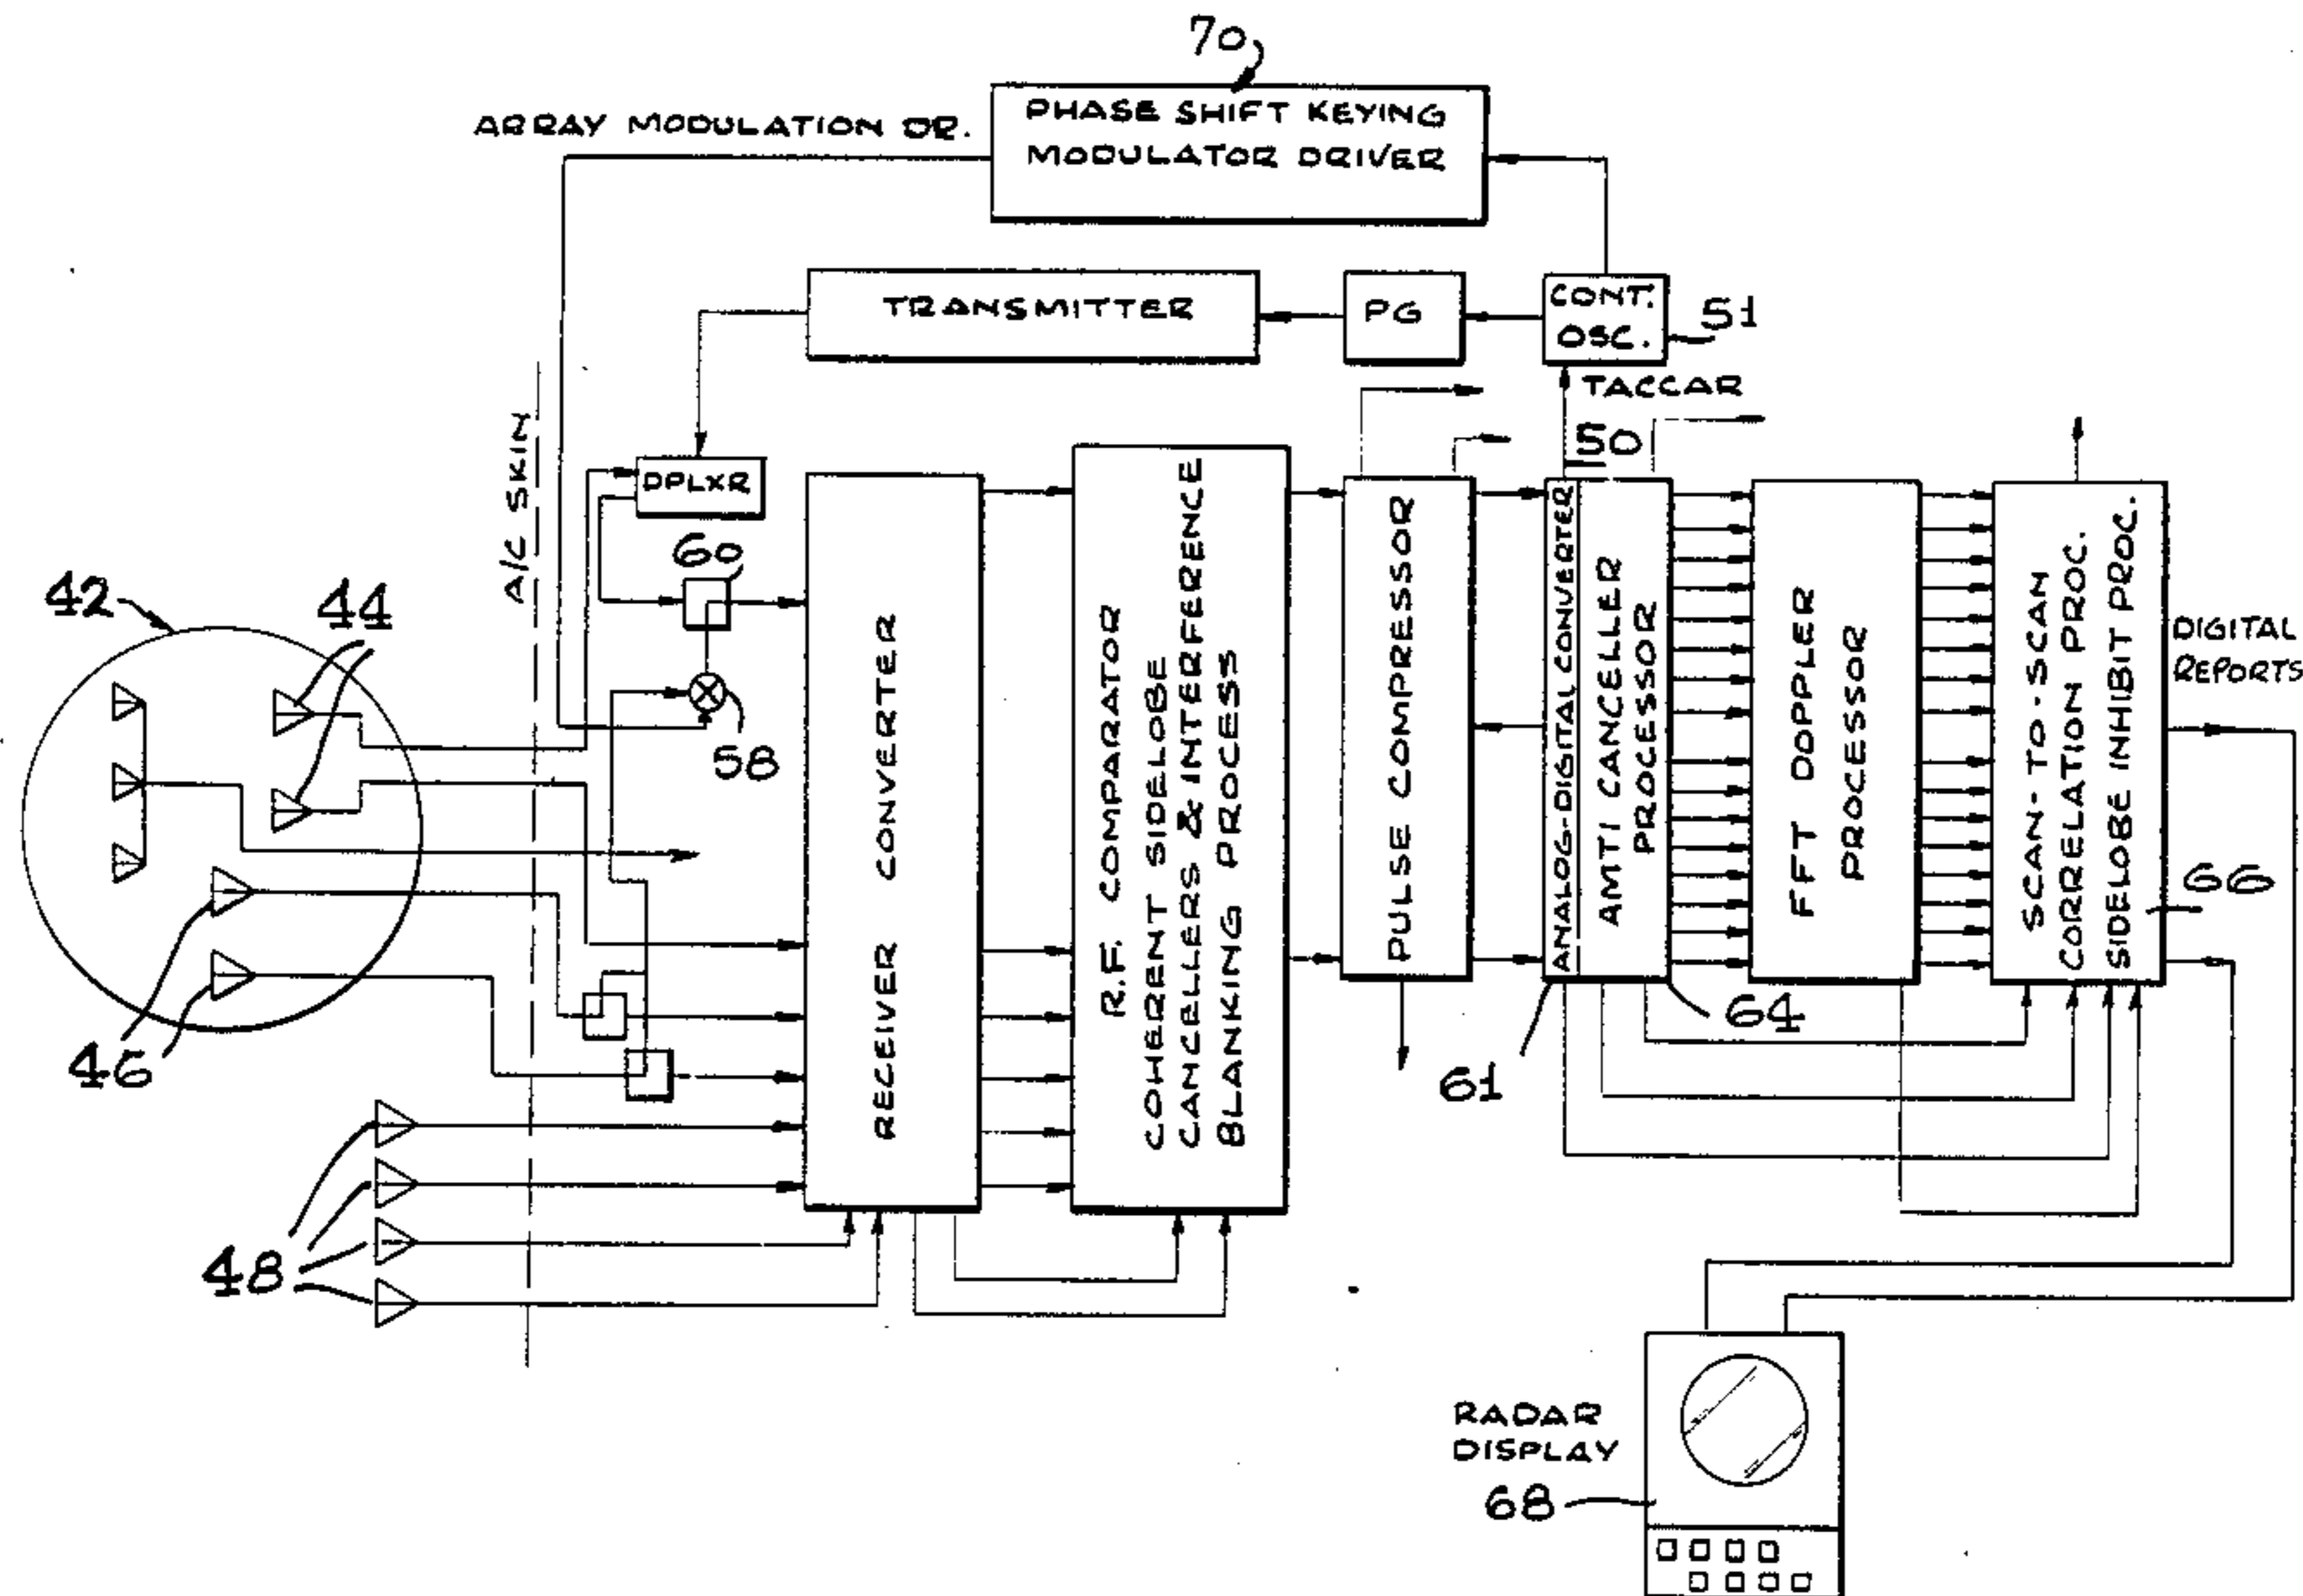 70
ARRAY MODULATION DR.
PHASE SHIFT KEYING
MODULATOR DRIVER
TRANSMITTER
PG
CONT.
OSC.
51
TACCAR
50
A/C SKIN
DPLXR
60
58
42
44
46
48
RECEIVER CONVERTER
R.F. COMPARATOR
COHERENT SIDELOBE
CANCELLERS & INTERFERENCE
BLANKING PROCESS
PULSE COMPRESSOR
ANALOG-DIGITAL CONVERTER
AMTI CANCELLER
PROCESSOR
61
64
FFT DOPPLER
PROCESSOR
SCAN-TO-SCAN
CORRELATION PROC.
SIDELOBE INHIBIT PROC.
DIGITAL
REPORTS
66
RADAR
DISPLAY
68